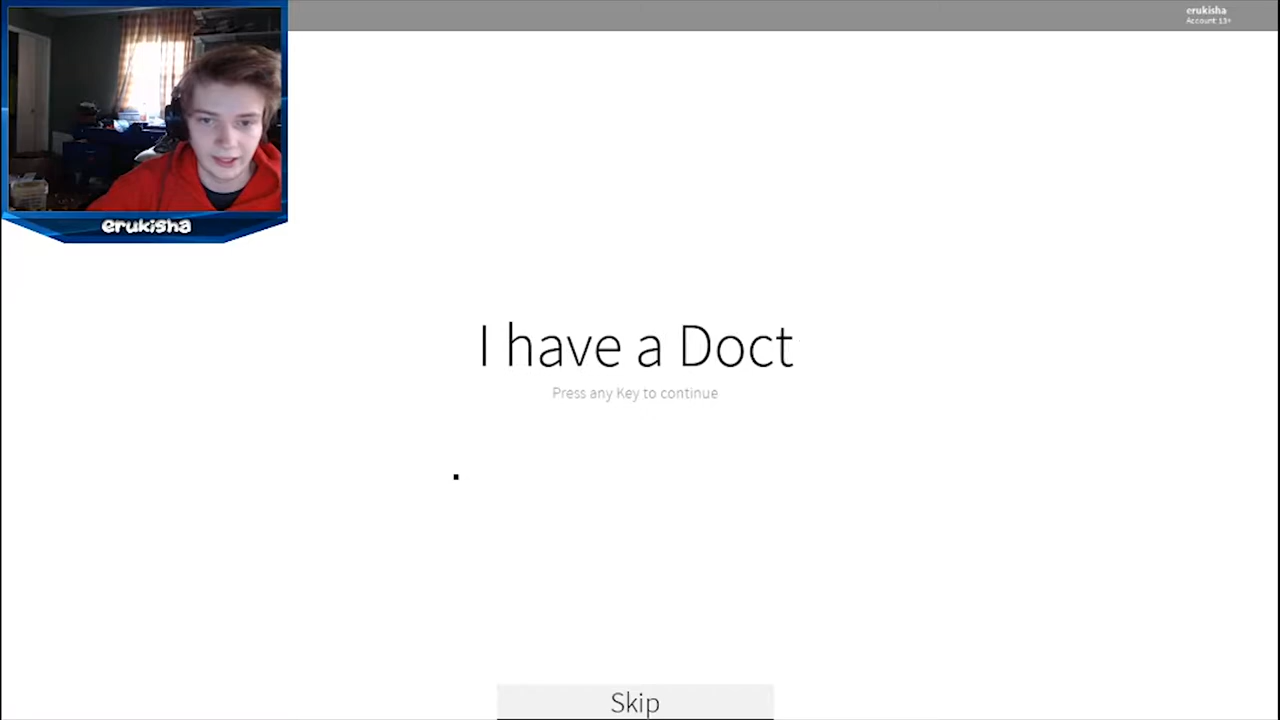 erukisha
Account: 13+
erukisha
I have a Doct
Press any Key to continue
Skip